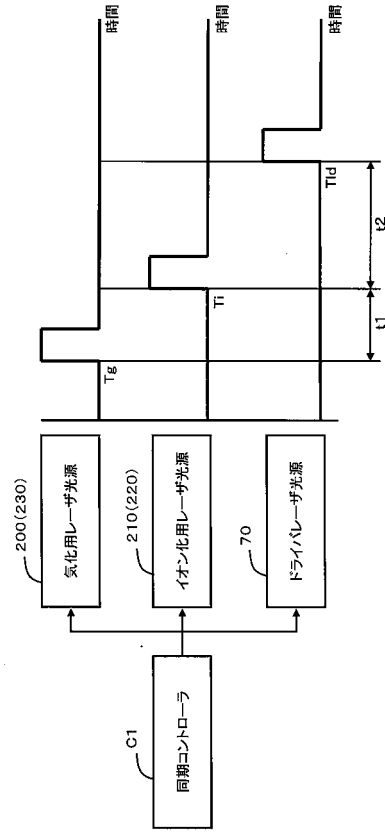 C1
同期コントローラ
200(230)
気化用レーザ光源
210(220)
イオン化用レーザ光源
70
ドライバレーザ光源
Tg
時間
Ti
時間
Tld
時間
t1
t2